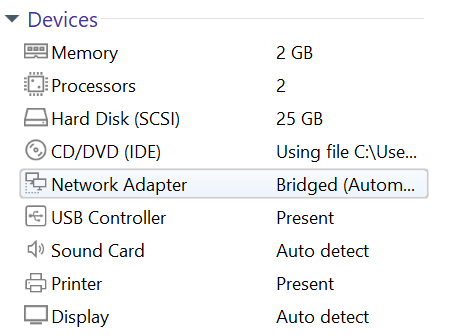 Devices
Memory 2 GB
Processors 2
Hard Disk (SCSI) 25 GB
CD/DVD (IDE) Using file C:\Use...
Network Adapter Bridged (Autom...
USB Controller Present
Sound Card Auto detect
Printer Present
Display Auto detect